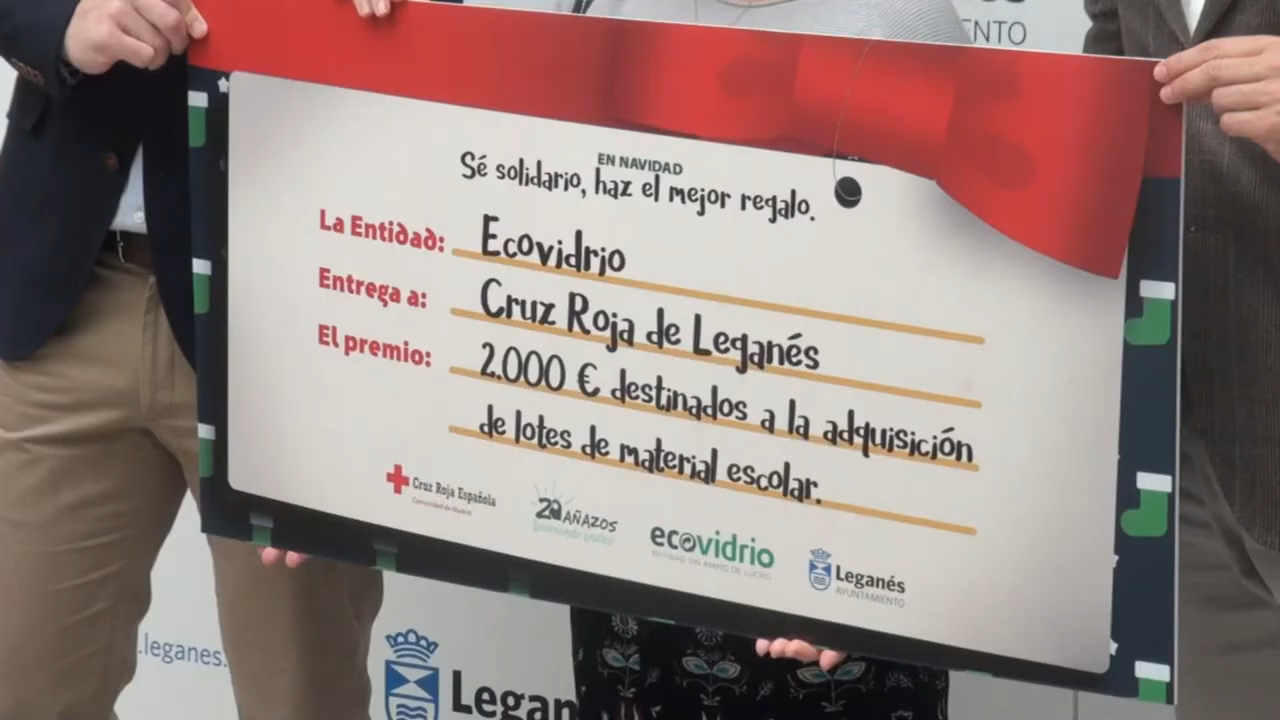 ENTO
EN NAVIDAD
Sé solidario, haz el mejor regalo.
La Entidad: Ecovidrio
Entrega a: Cruz Roja de Leganés
El premio: 2.000 € destinados a la adquisición
de lotes de material escolar.
Cruz Roja Española
Comunidad de Madrid
20 AÑAZOS
ecovidrio
ENTIDAD SIN ÁNIMO DE LUCRO
Leganés
AYUNTAMIENTO
.leganes.
Legan